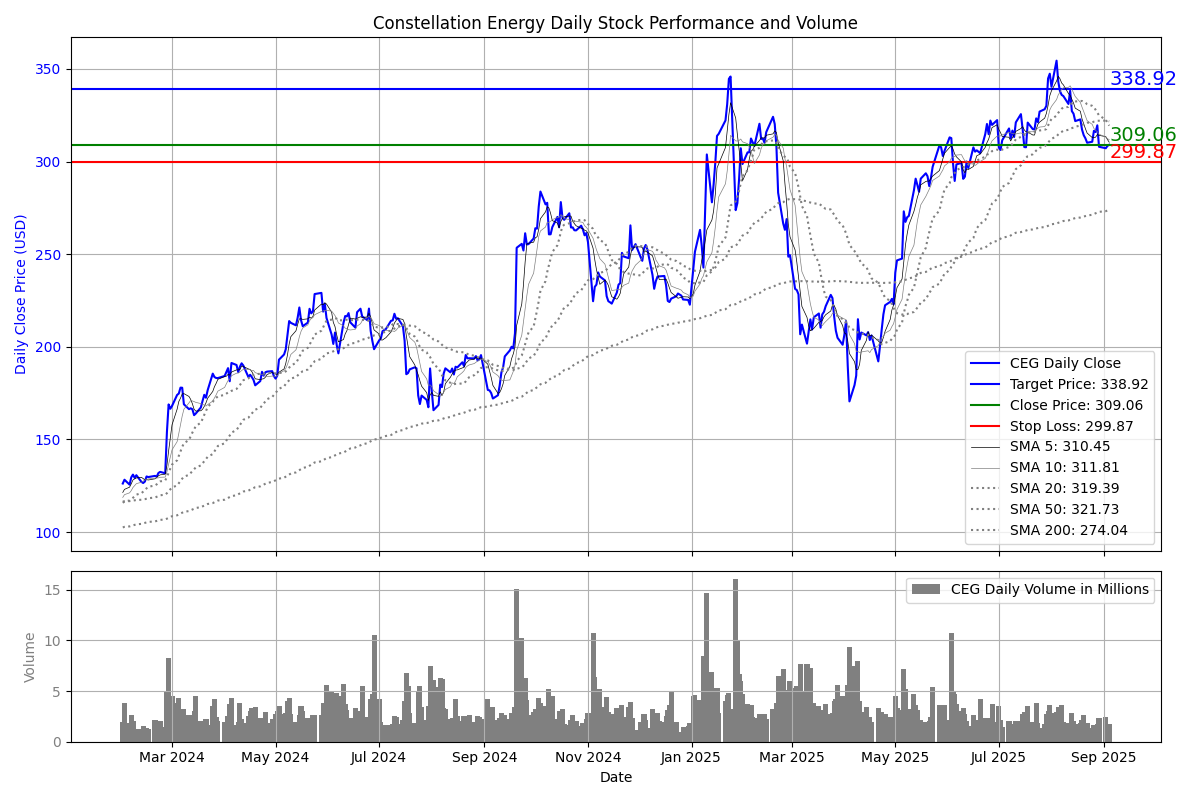 Constellation Energy Daily Stock Performance and Volume
Daily Close Price (USD)
350
300
250
200
150
100
338.92
309.06
299.87
CEG Daily Close
Target Price: 338.92
Close Price: 309.06
Stop Loss: 299.87
SMA 5: 310.45
SMA 10: 311.81
SMA 20: 319.39
SMA 50: 321.73
SMA 200: 274.04
Volume
15
10
5
0
CEG Daily Volume in Millions
Mar 2024 May 2024 Jul 2024 Sep 2024 Nov 2024 Jan 2025 Mar 2025 May 2025 Jul 2025 Sep 2025
Date